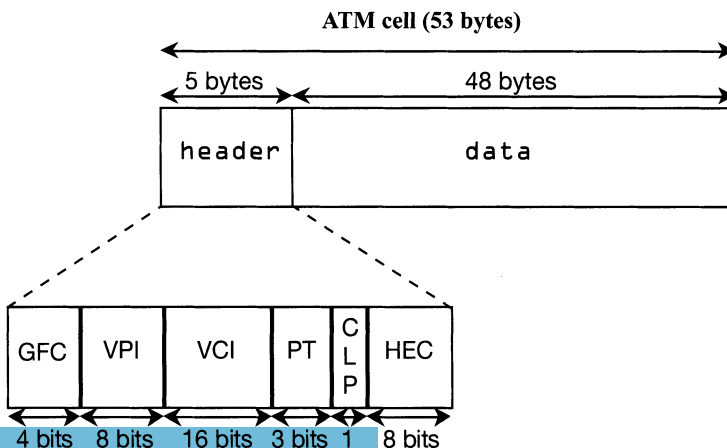 ATM cell (53 bytes)
5 bytes 48 bytes
header data
GFC VPI VCI PT CLP HEC
4 bits 8 bits 16 bits 3 bits 1 8 bits